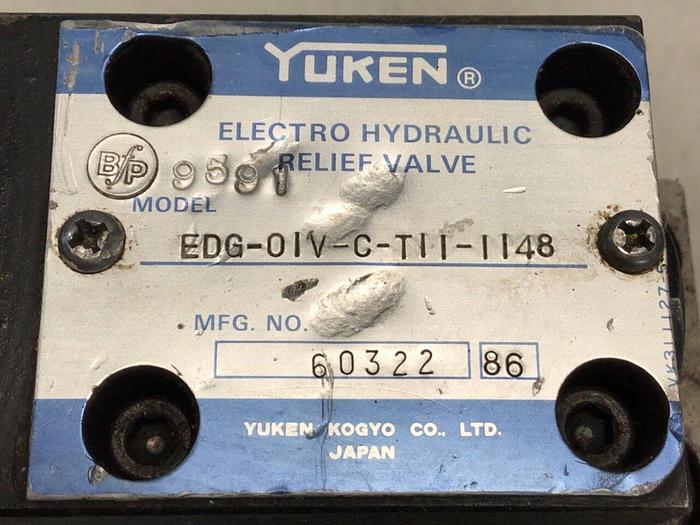 YUKEN®
ELECTRO HYDRAULIC
RELIEF VALVE
BfP 9591
MODEL
EDG-01V-C-T11-1148
MFG. NO.
60322 86
YUKEN KOGYO CO., LTD.
JAPAN